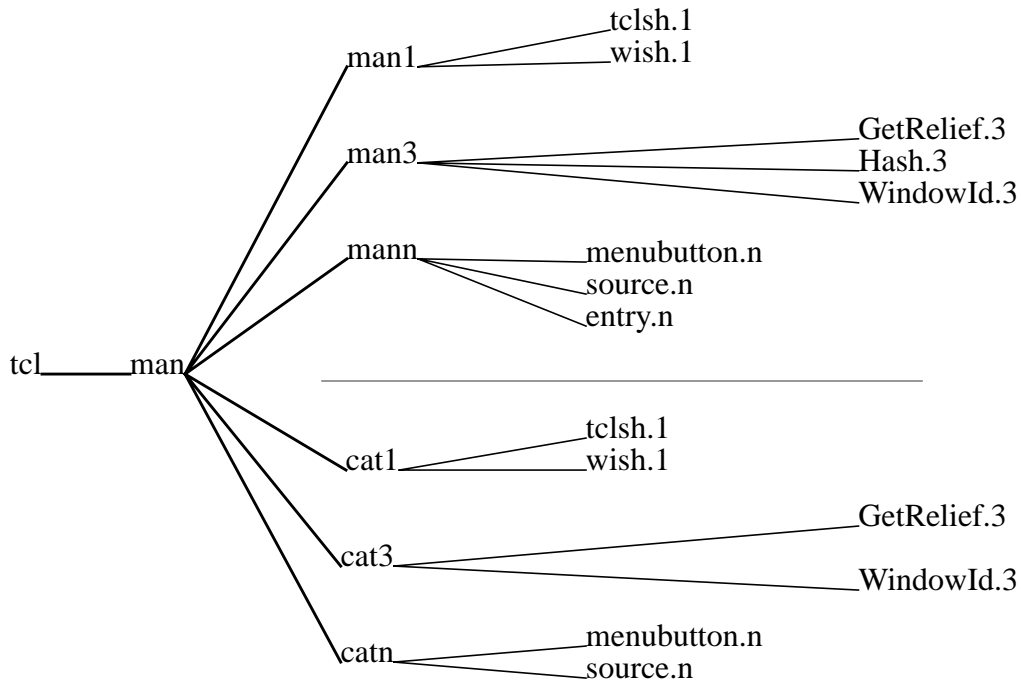 tclsh.1
man1
wish.1
GetRelief.3
man3
Hash.3
WindowId.3
mann
menubutton.n
source.n
entry.n
tcl
man
tclsh.1
cat1
wish.1
GetRelief.3
cat3
WindowId.3
menubutton.n
catn
source.n